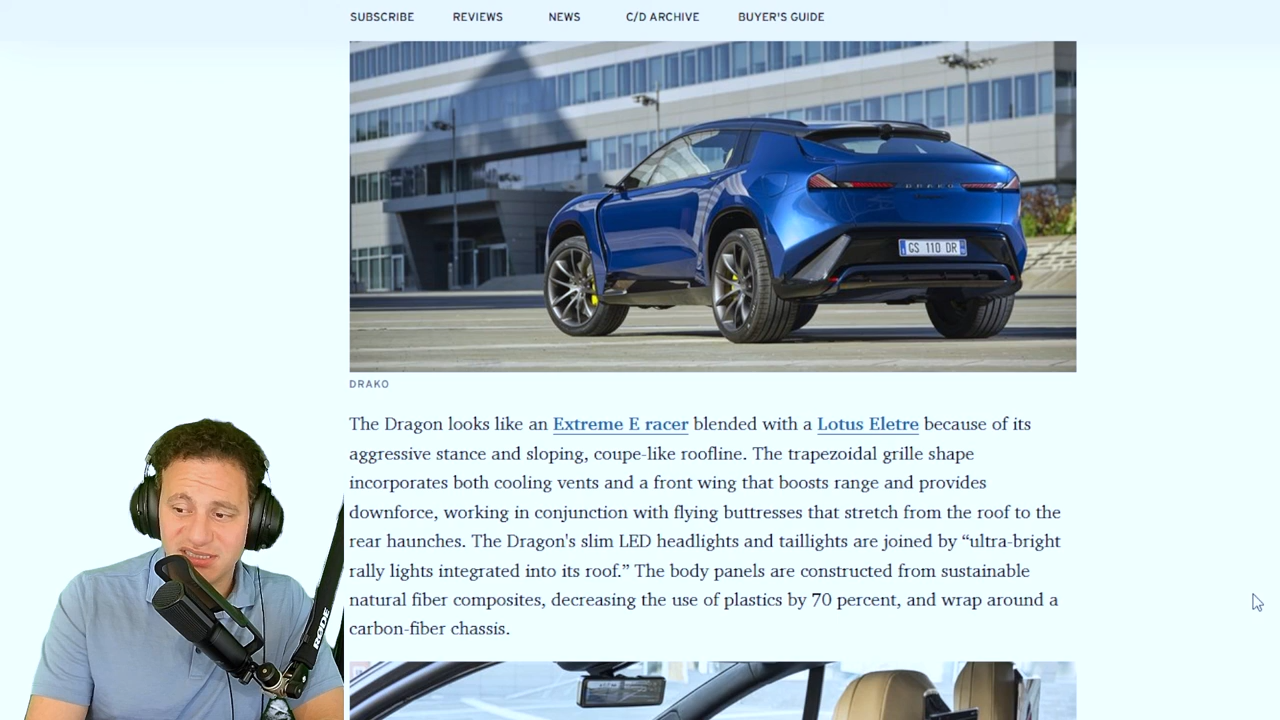 SUBSCRIBE REVIEWS NEWS C/D ARCHIVE BUYER'S GUIDE
DRAKO
GS 110 DR
DRAKO
The Dragon looks like an Extreme E racer blended with a Lotus Eletre because of its
aggressive stance and sloping, coupe-like roofline. The trapezoidal grille shape
incorporates both cooling vents and a front wing that boosts range and provides
downforce, working in conjunction with flying buttresses that stretch from the roof to the
rear haunches. The Dragon's slim LED headlights and taillights are joined by “ultra-bright
rally lights integrated into its roof.” The body panels are constructed from sustainable
natural fiber composites, decreasing the use of plastics by 70 percent, and wrap around a
carbon-fiber chassis.
RØDE